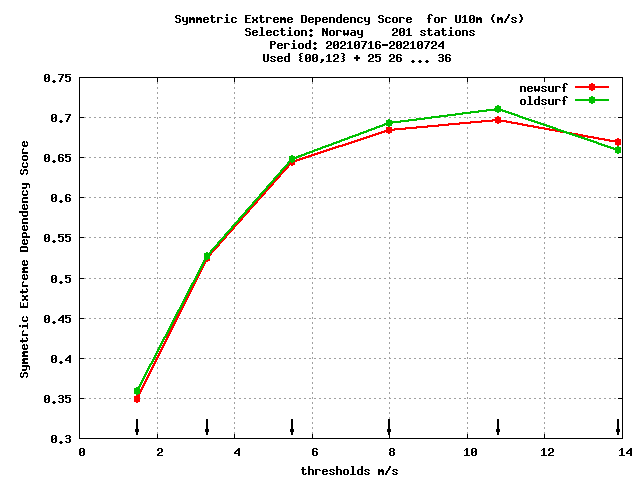 Symmetric Extreme Dependency Score  for U10m (m/s)
Selection: Norway    201 stations
Period: 20210716-20210724
Used {00,12} + 25 26 ... 36
newsurf
oldsurf
Symmetric Extreme Dependency Score
0.75
0.7
0.65
0.6
0.55
0.5
0.45
0.4
0.35
0.3
0 2 4 6 8 10 12 14
thresholds m/s